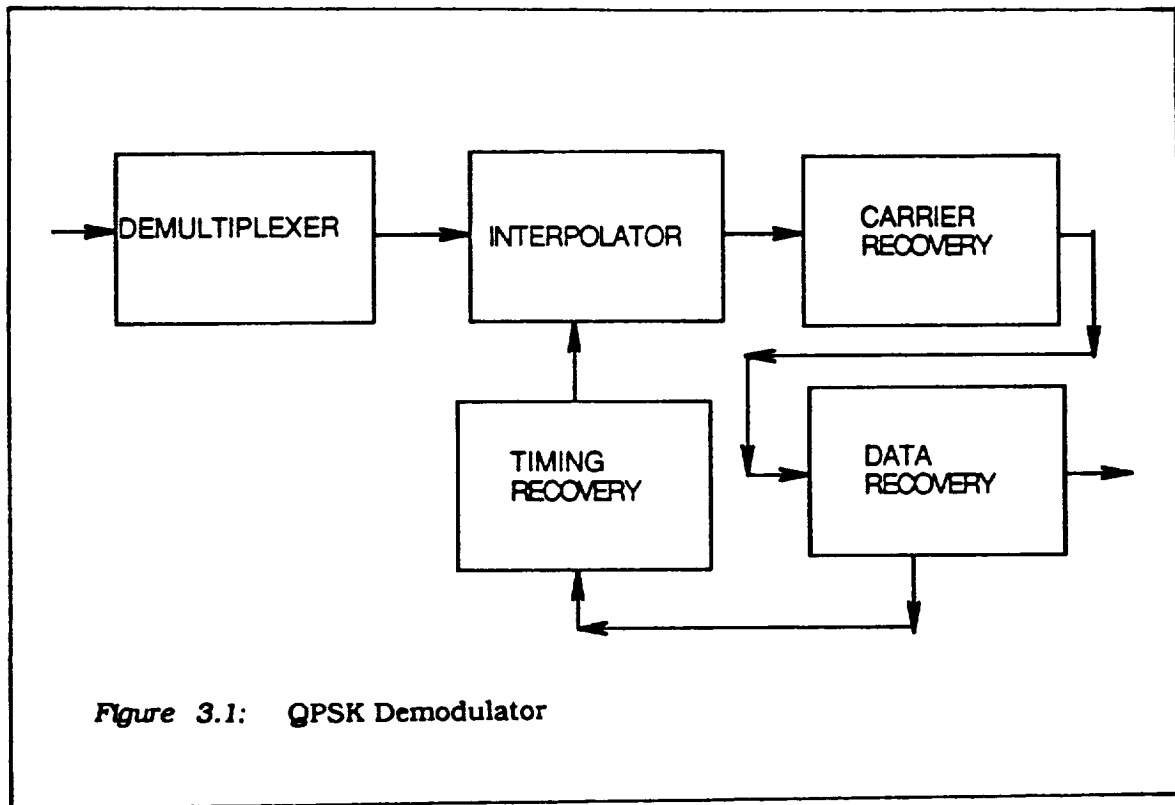 DEMULTIPLEXER
INTERPOLATOR
CARRIER
RECOVERY
TIMING
RECOVERY
DATA
RECOVERY
Figure 3.1: QPSK Demodulator